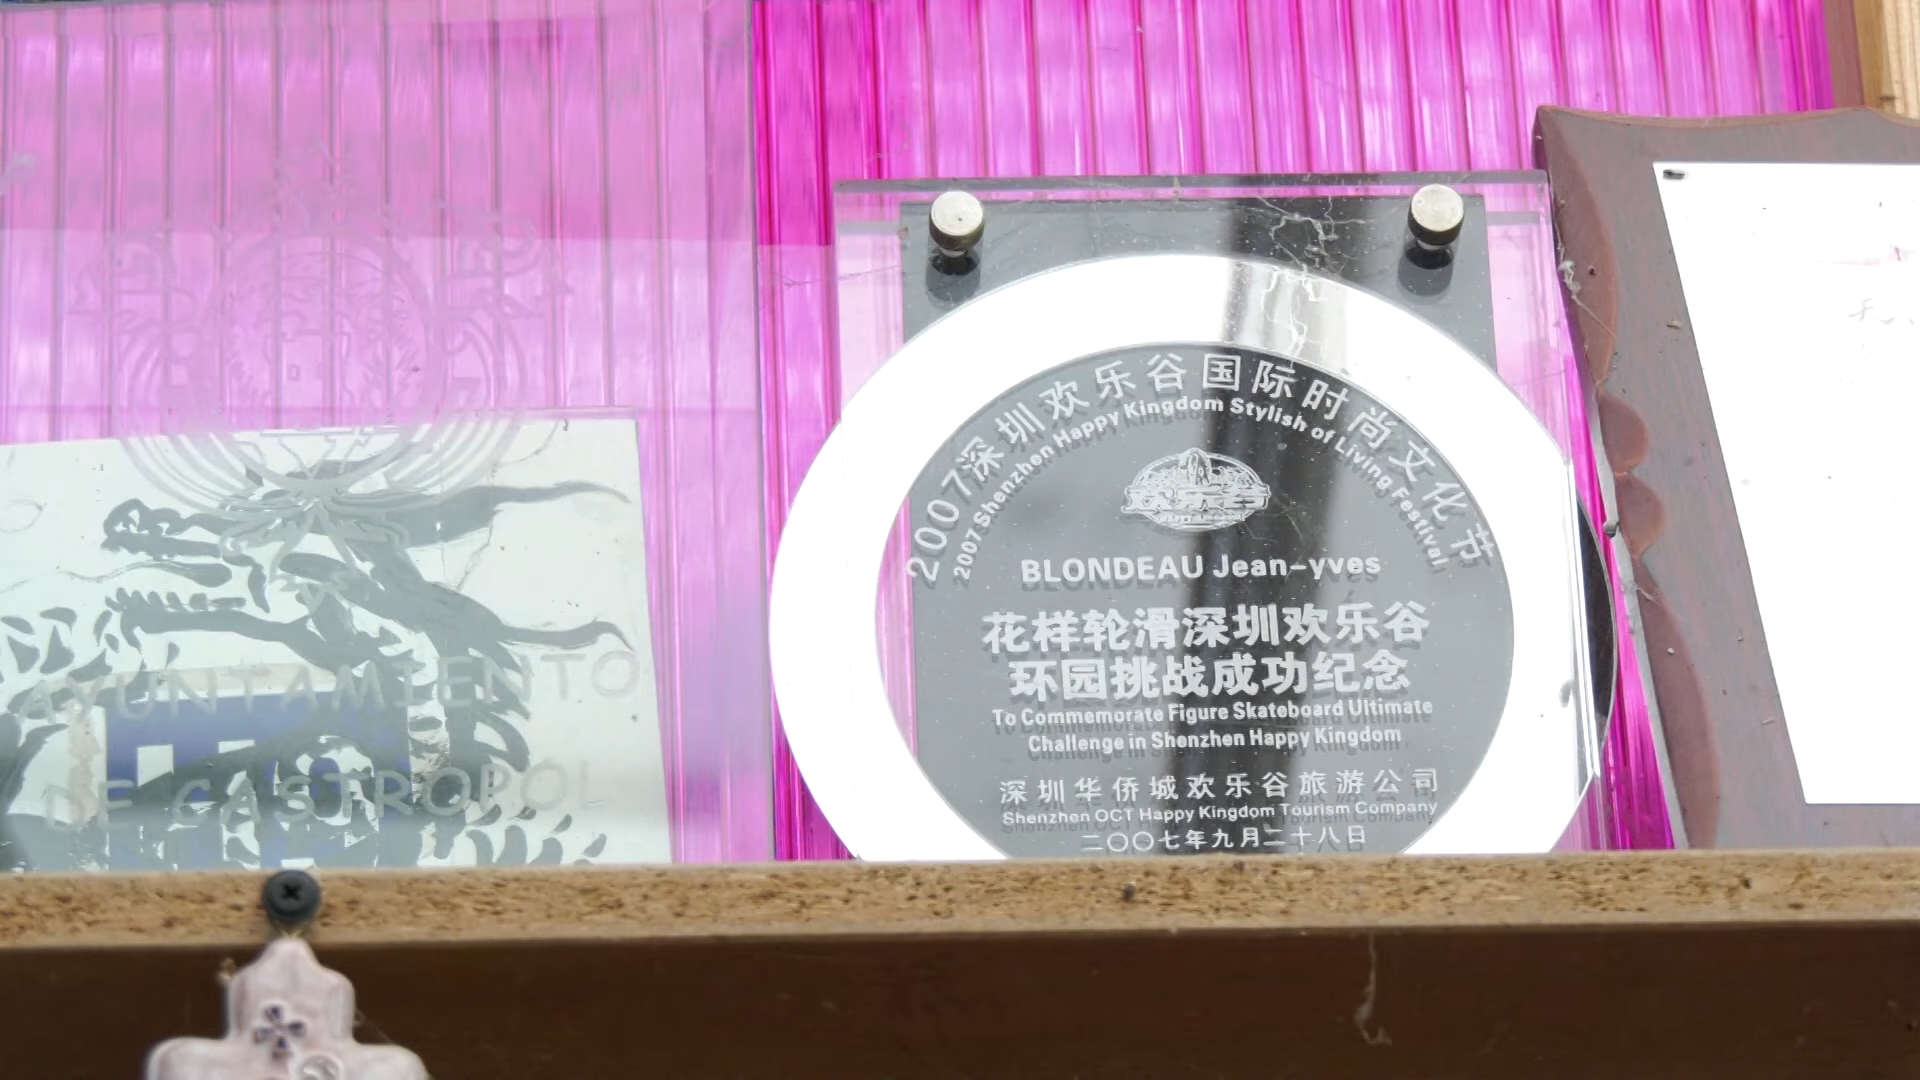 2007深圳欢乐谷国际时尚文化节
2007 Shenzhen Happy Kingdom Stylish of Living Festival
欢乐谷
BLONDEAU Jean-yves
花样轮滑深圳欢乐谷
环园挑战成功纪念
To Commemorate Figure Skateboard Ultimate
Challenge in Shenzhen Happy Kingdom
深圳华侨城欢乐谷旅游公司
Shenzhen OCT Happy Kingdom Tourism Company
二〇〇七年九月二十八日
AYUNTAMIENTO
DE CASTROPOL